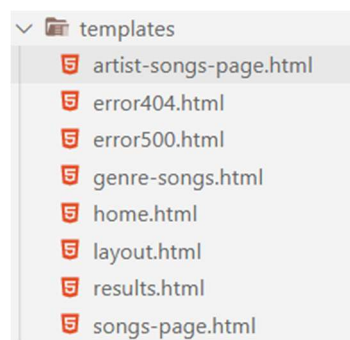 templates
artist-songs-page.html
error404.html
error500.html
genre-songs.html
home.html
layout.html
results.html
songs-page.html